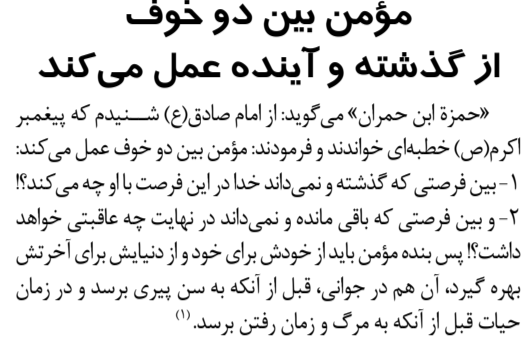 مؤمن بین دو خوف
از گذشته و آینده عمل می‌کند
«حمزة ابن حمران» می‌گوید: از امام صادق(ع) شــنیدم که پیغمبر
اکرم(ص) خطبه‌ای خواندند و فرمودند: مؤمن بین دو خوف عمل می‌کند:
۱- بین فرصتی که گذشته و نمی‌داند خدا در این فرصت با او چه می‌کند؟!
۲- و بین فرصتی که باقی مانده و نمی‌داند در نهایت چه عاقبتی خواهد
داشت؟! پس بنده مؤمن باید از خودش برای خود و از دنیایش برای آخرتش
بهره گیرد، آن هم در جوانی، قبل از آنکه به سن پیری برسد و در زمان
حیات قبل از آنکه به مرگ و زمان رفتن برسد.(۱)